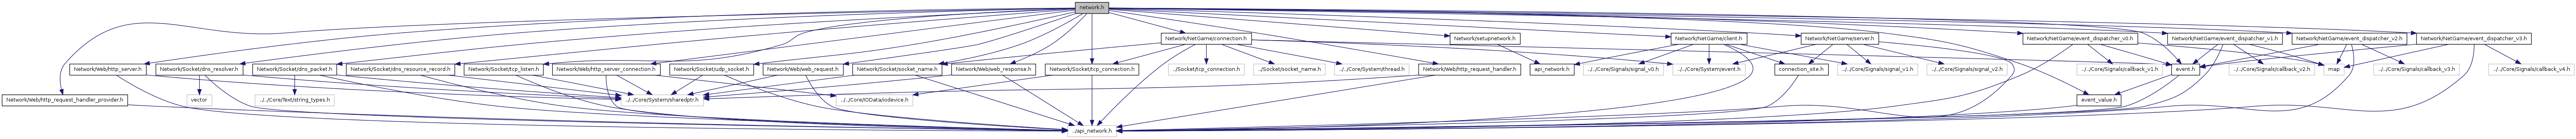 network.h
Network/NetGame/connection.h
Network/setupnetwork.h
Network/NetGame/client.h
Network/NetGame/server.h
Network/NetGame/event_dispatcher_v0.h
Network/NetGame/event_dispatcher_v1.h
Network/NetGame/event_dispatcher_v2.h
Network/NetGame/event_dispatcher_v3.h
Network/Web/http_server.h
Network/Socket/dns_resolver.h
Network/Socket/dns_packet.h
Network/Socket/dns_resource_record.h
Network/Socket/tcp_listen.h
Network/Web/http_server_connection.h
Network/Socket/udp_socket.h
Network/Web/web_request.h
Network/Socket/socket_name.h
Network/Web/web_response.h
Network/Socket/tcp_connection.h
../Socket/tcp_connection.h
../Socket/socket_name.h
../../Core/System/thread.h
Network/Web/http_request_handler.h
api_network.h
../../Core/Signals/signal_v0.h
../../Core/System/event.h
connection_site.h
../../Core/Signals/signal_v1.h
../../Core/Signals/signal_v2.h
../../Core/Signals/callback_v1.h
event.h
../../Core/Signals/callback_v2.h
map
../../Core/Signals/callback_v3.h
../../Core/Signals/callback_v4.h
Network/Web/http_request_handler_provider.h
vector
../../Core/Text/string_types.h
../../Core/System/sharedptr.h
../../Core/IOData/iodevice.h
event_value.h
../api_network.h